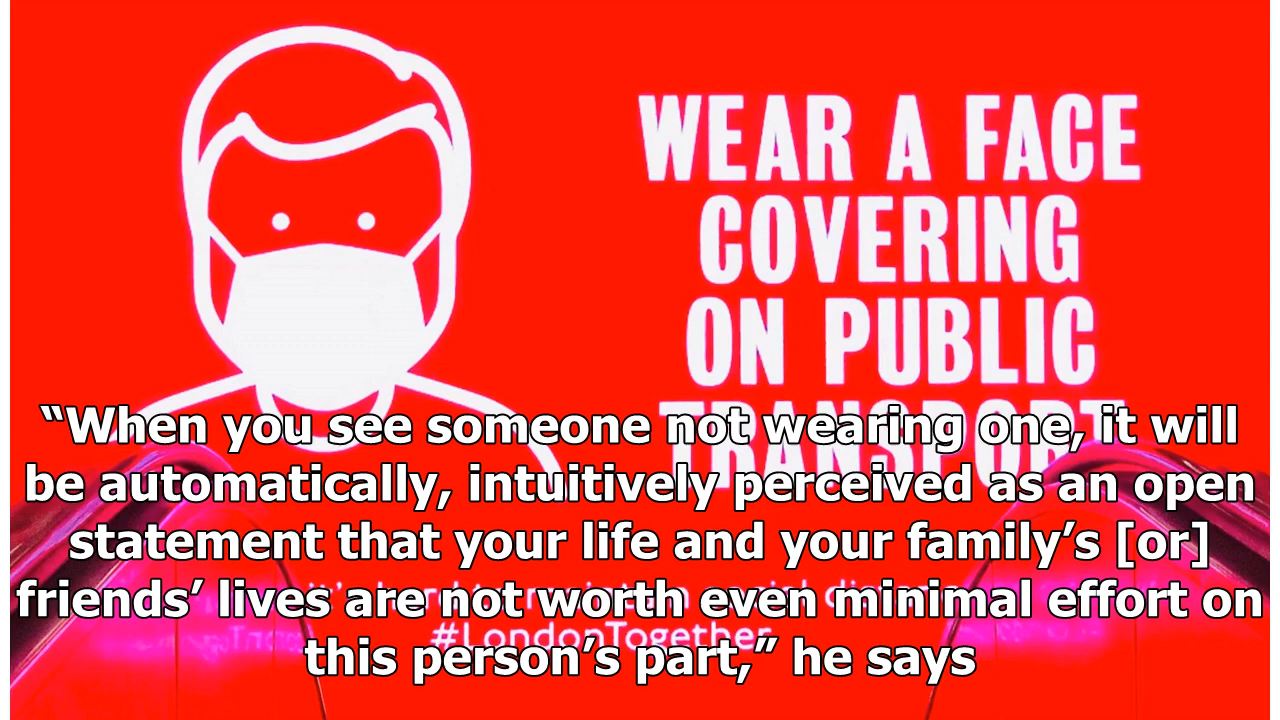 WEAR A FACE
COVERING
ON PUBLIC
TRANSPORT
“When you see someone not wearing one, it will
be automatically, intuitively perceived as an open
statement that your life and your family’s [or]
friends’ lives are not worth even minimal effort on
this person’s part,” he says
#LondonTogether